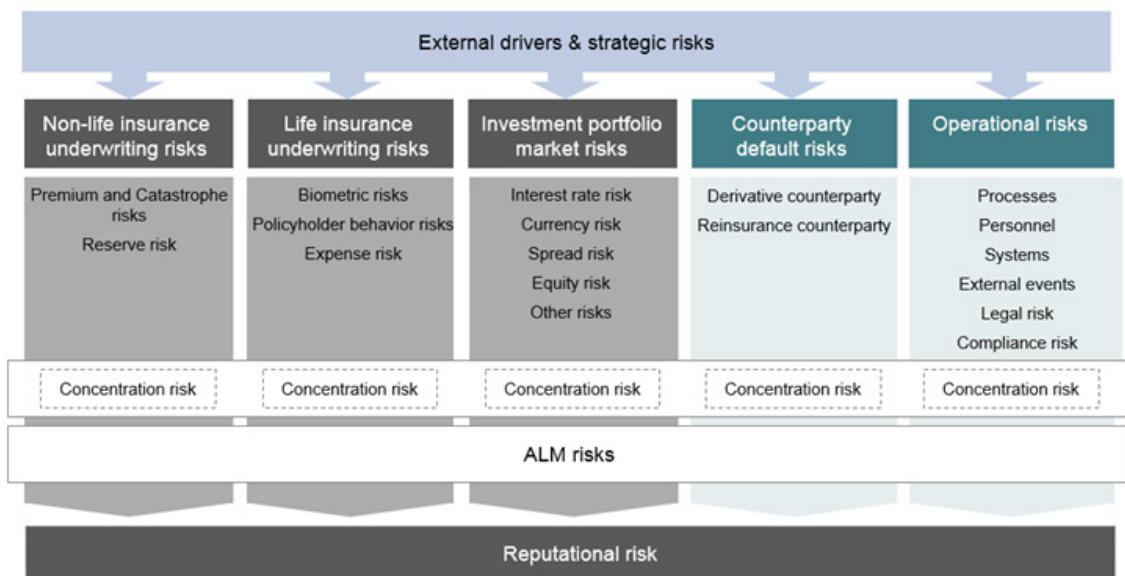 External drivers & strategic risks
Non-life insurance
underwriting risks
Premium and Catastrophe
risks
Reserve risk
Life insurance
underwriting risks
Biometric risks
Policyholder behavior risks
Expense risk
Investment portfolio
market risks
Interest rate risk
Currency risk
Spread risk
Equity risk
Other risks
Counterparty
default risks
Derivative counterparty
Reinsurance counterparty
Operational risks
Processes
Personnel
Systems
External events
Legal risk
Compliance risk
Concentration risk
Concentration risk
Concentration risk
Concentration risk
Concentration risk
ALM risks
Reputational risk